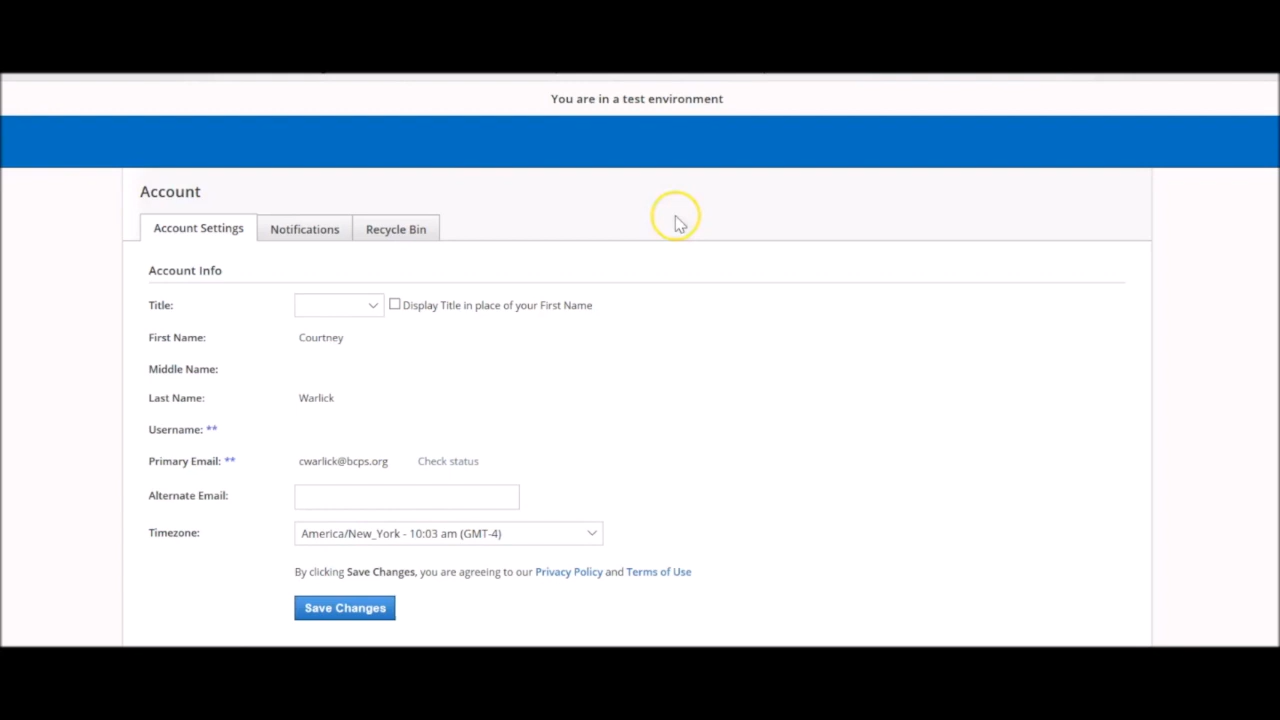 You are in a test environment
Account
Account Settings Notifications Recycle Bin
Account Info
Title: Display Title in place of your First Name
First Name: Courtney
Middle Name:
Last Name: Warlick
Username: **
Primary Email: ** cwarlick@bcps.org Check status
Alternate Email:
Timezone: America/New_York - 10:03 am (GMT-4)
By clicking Save Changes, you are agreeing to our Privacy Policy and Terms of Use
Save Changes